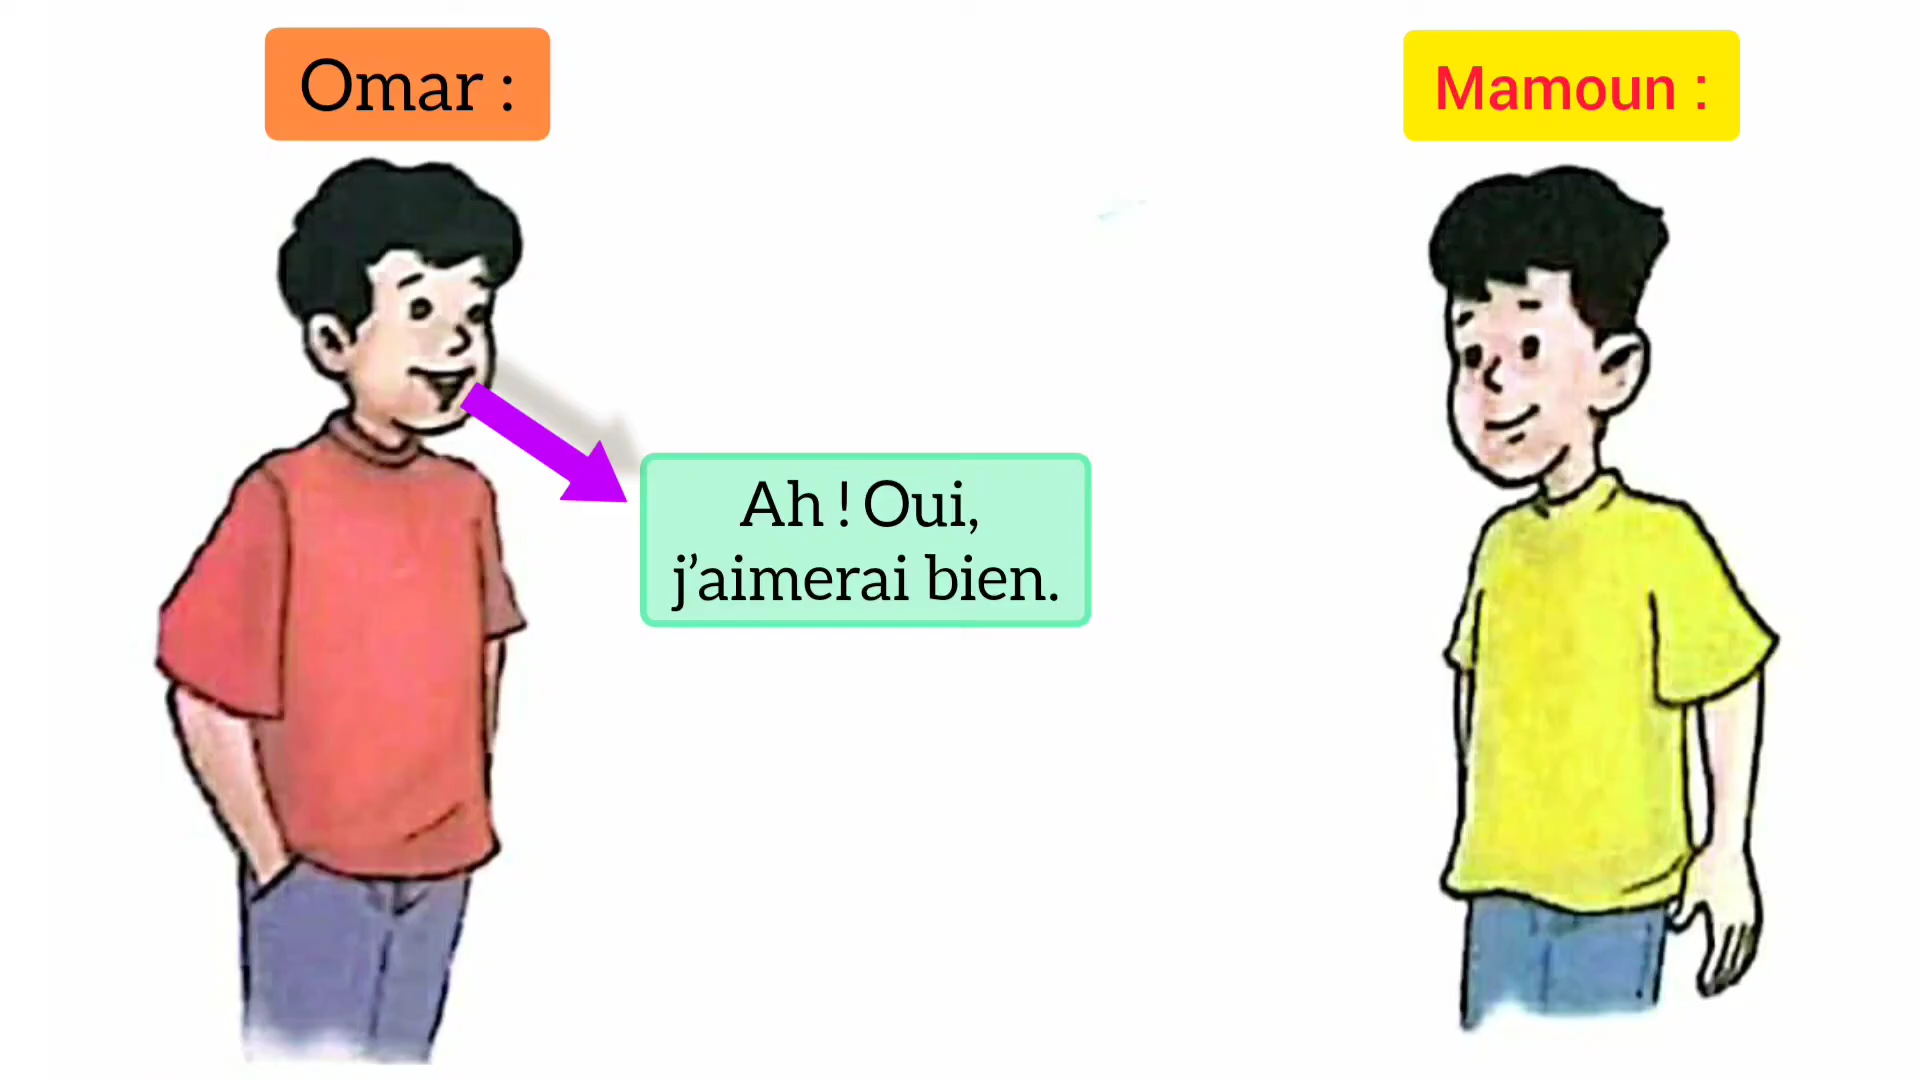 Omar :
Mamoun :
Ah ! Oui,
j’aimerai bien.